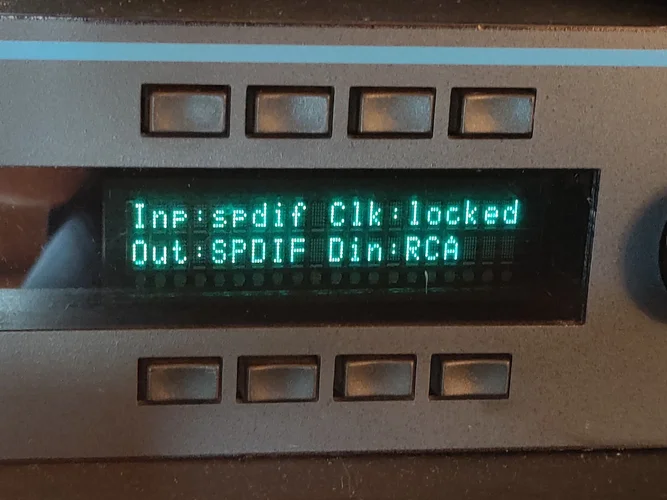 Inp:spdif Clk:locked
Out:SPDIF Din:RCA